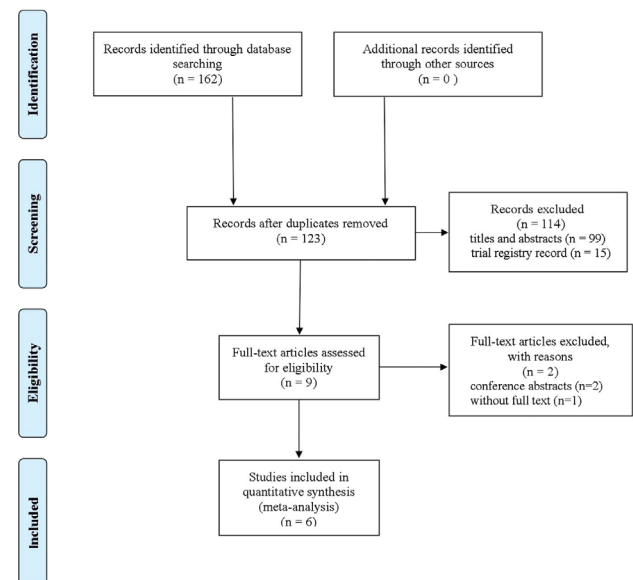 Identification
Records identified through database
searching
(n = 162)
Additional records identified
through other sources
(n = 0 )
Screening
Records after duplicates removed
(n = 123)
Records excluded
(n = 114)
titles and abstracts (n = 99)
trial registry record (n = 15)
Eligibility
Full-text articles assessed
for eligibility
(n = 9)
Full-text articles excluded,
with reasons
(n = 2)
conference abstracts (n=2)
without full text (n=1)
Included
Studies included in
quantitative synthesis
(meta-analysis)
(n = 6)